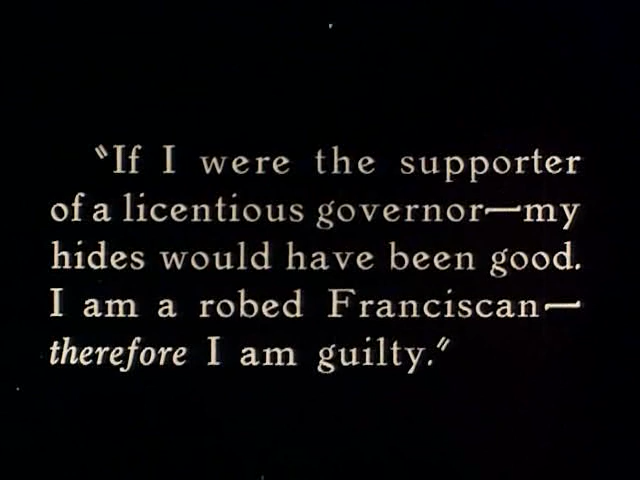 "If I were the supporter
of a licentious governor—my
hides would have been good.
I am a robed Franciscan—
therefore I am guilty."